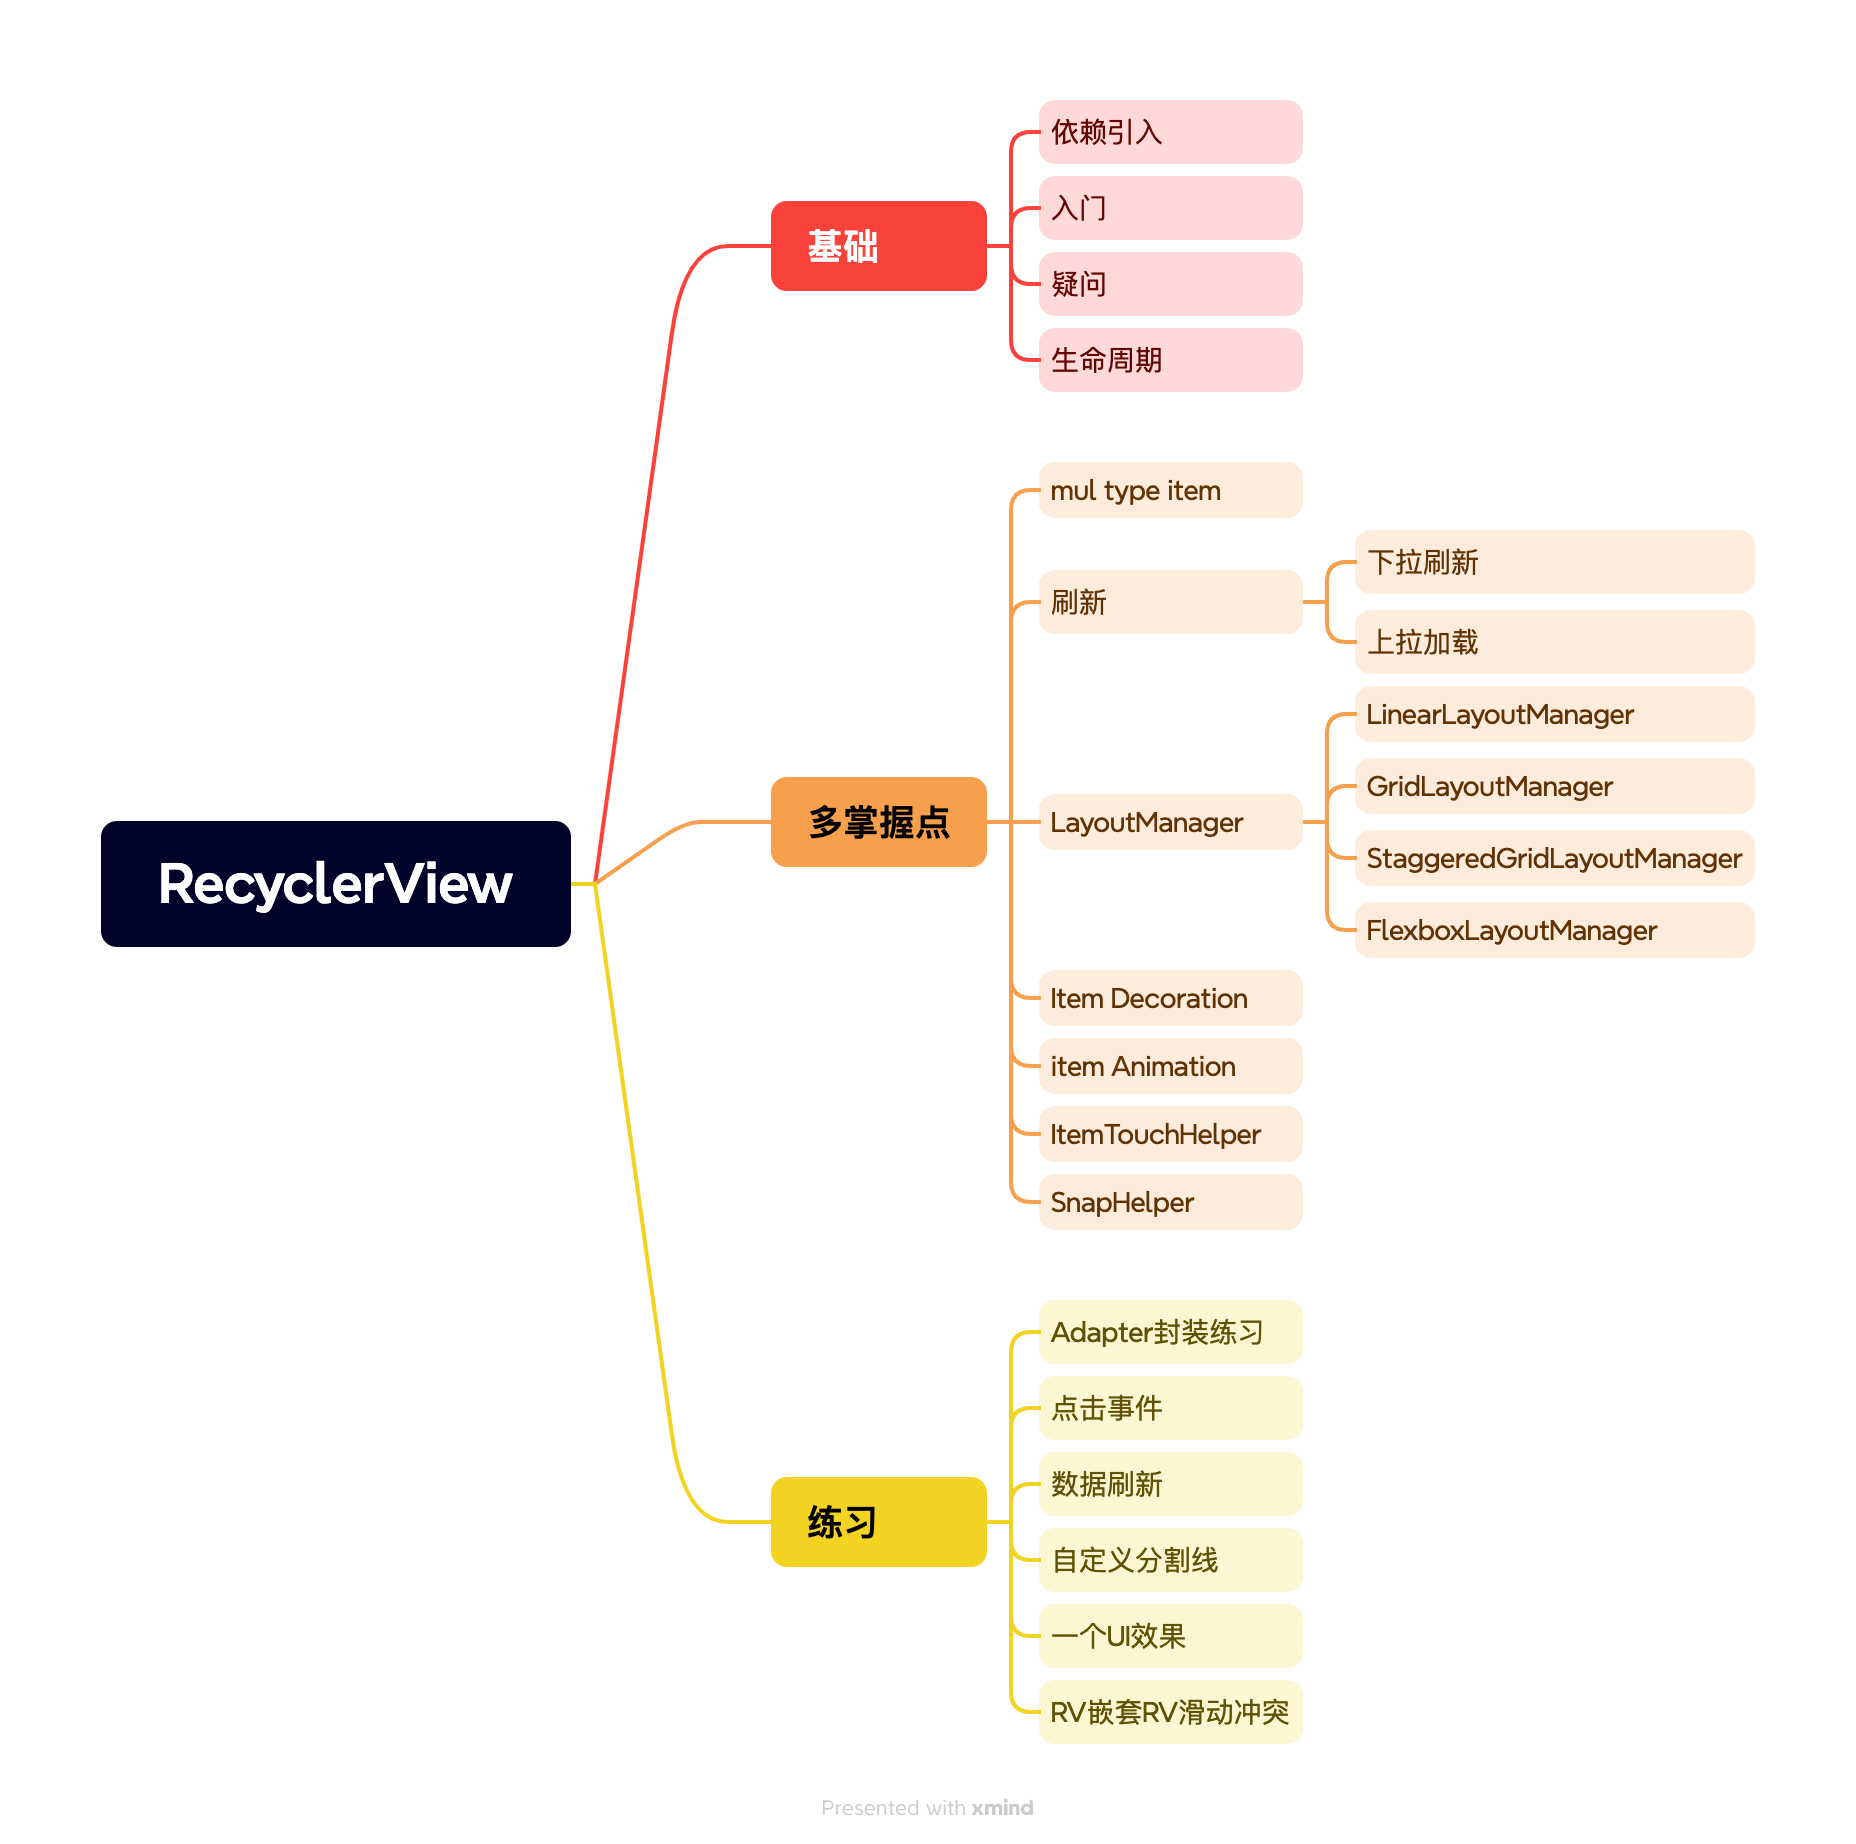 RecyclerView
基础
依赖引入
入门
疑问
生命周期
多掌握点
mul type item
刷新
下拉刷新
上拉加载
LayoutManager
LinearLayoutManager
GridLayoutManager
StaggeredGridLayoutManager
FlexboxLayoutManager
Item Decoration
item Animation
ItemTouchHelper
SnapHelper
练习
Adapter封装练习
点击事件
数据刷新
自定义分割线
一个UI效果
RV嵌套RV滑动冲突
Presented with xmind